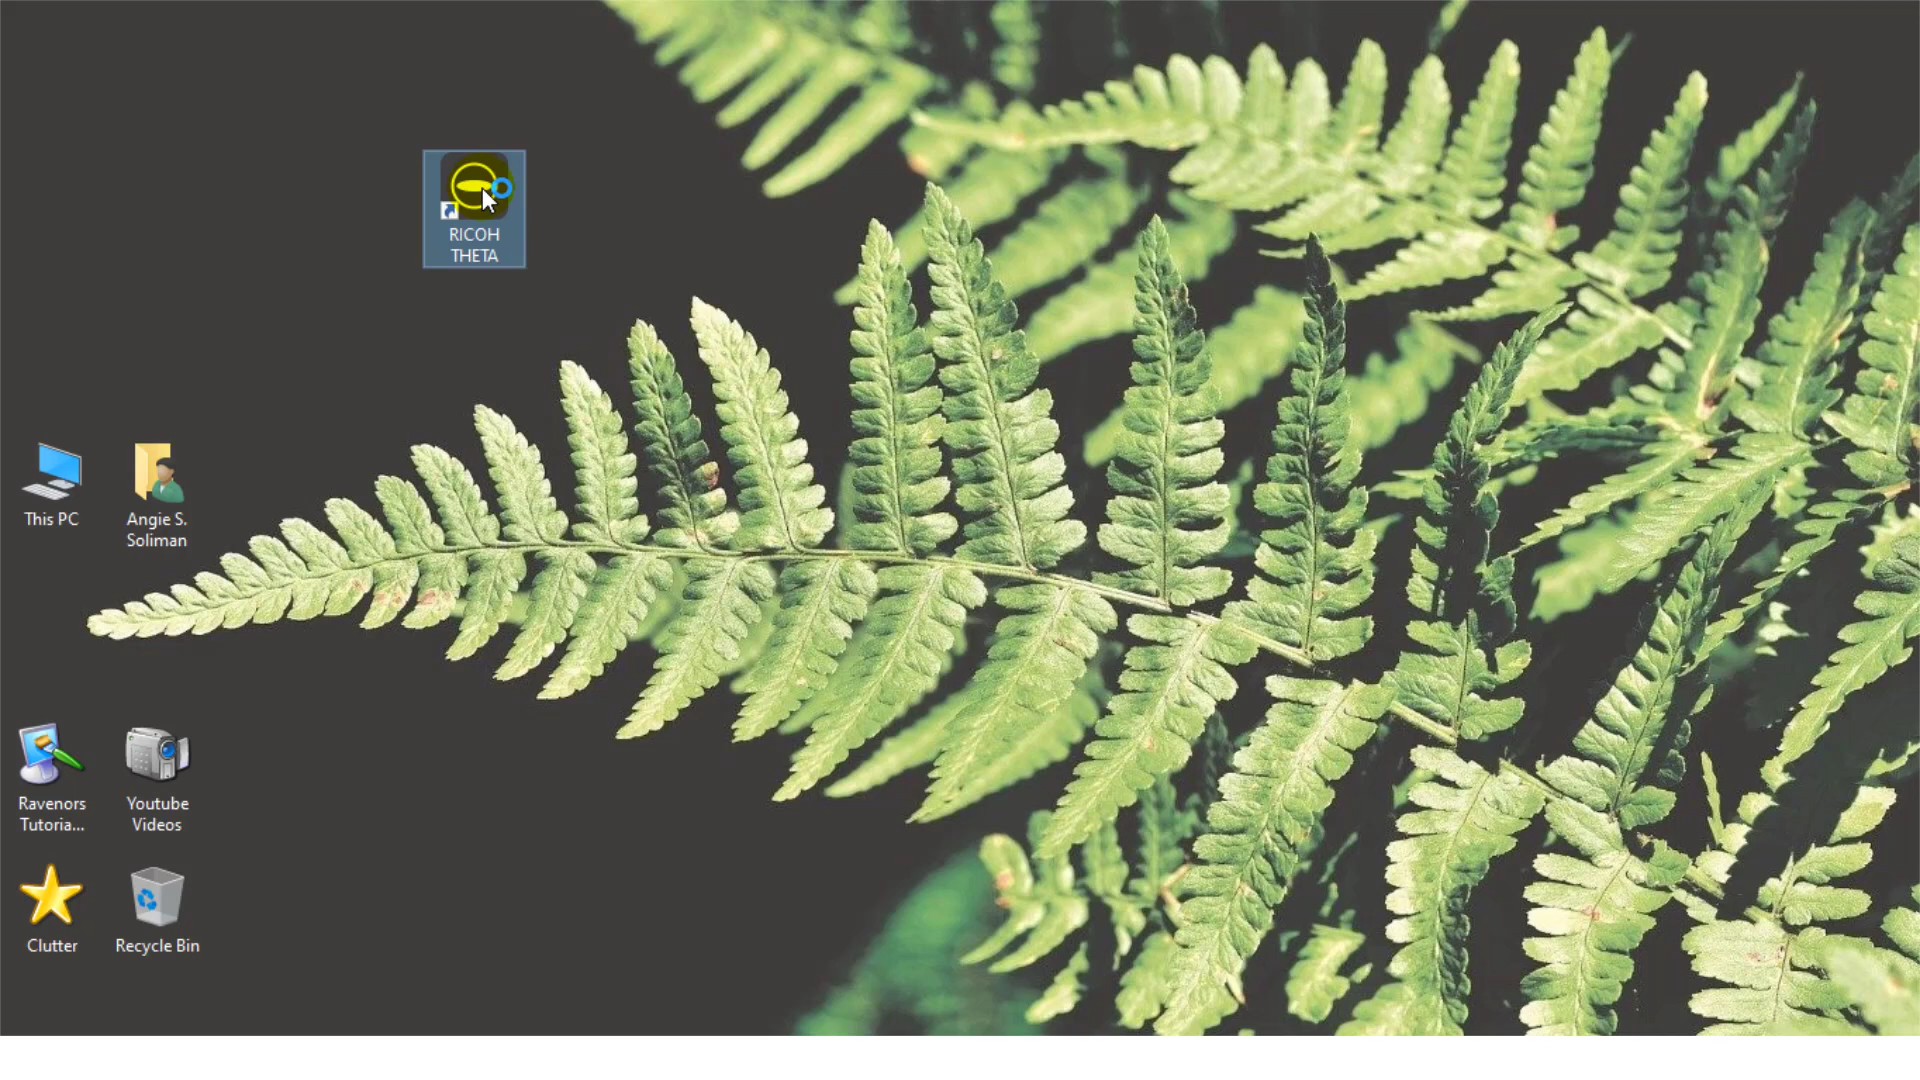 RICOH
THETA
This PC
Angie S.
Soliman
Ravenors
Tutoria...
Youtube
Videos
Clutter
Recycle Bin